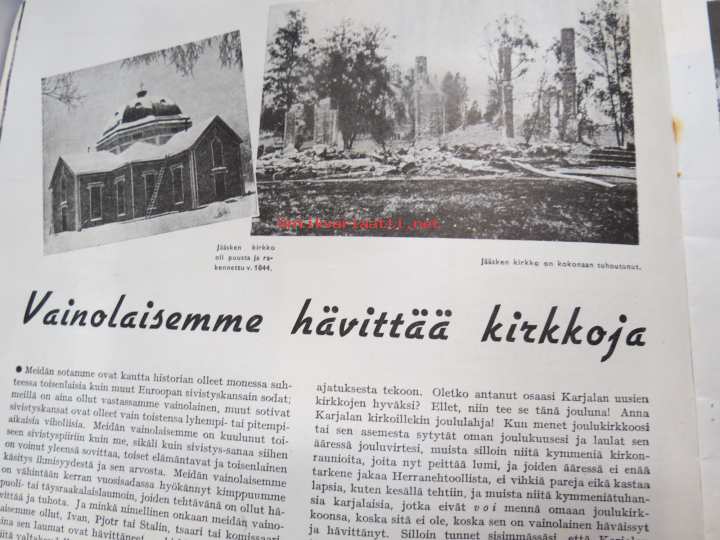 Antikvariaatti.net
Jääsken kirkko
oli puusta ja ra-
kennettu v. 1844.
Jääsken kirkko on kokonaan tuhoutunut.
Vainolaisemme hävittää kirkkoja
● Meidän sotamme ovat kautta historian olleet monessa suh-
teessa toisenlaisia kuin muut Euroopan sivistyskansain sodat;
meillä on aina ollut vastassamme vainolainen, muut sotivat
sivistyskansat ovat olleet vain toistensa lyhempi- tai pitempi-
aikaisia vihollisia. Meidän vainolaisemme on kuulunut toi-
seen sivistyspiiriin kuin me, sikäli kuin sivistys-sanaa siihen
on voinut yleensä sovittaa, toiset elämäntavat ja toisenlainen
käsitys ihmisyydestä ja sen arvosta. Meidän vainolaisemme
on vähintään kerran vuosisadassa hyökännyt kimppuumme
puoli- tai täysraakalaislaumoin, joiden tehtävänä on ollut hä-
vittää ja tuhota. Ja minkä nimellinen onkaan meidän vaino-
laisemme ollut, Ivan, Pjotr tai Stalin, tsaari tai komissaari,
aina sen laumat ovat hävittäneet
ajatuksesta tekoon. Oletko antanut osaasi Karjalan uusien
kirkkojen hyväksi? Ellet, niin tee se tänä jouluna! Anna
Karjalan kirkoillekin joululahja! Kun menet joulukirkkoosi
tai sen asemesta sytytät oman joulukuusesi ja laulat sen
ääressä jouluvirtesi, muista silloin niitä kymmeniä kirkon-
raunioita, joita nyt peittää lumi, ja joiden ääressä ei enää
tarkene jakaa Herranehtoollista, ei vihkiä pareja eikä kastaa
lapsia, kuten kesällä tehtiin, ja muista niitä kymmeniätuhan-
sia karjalaisia, jotka eivät voi mennä omaan joulukirk-
koonsa, koska sitä ei ole, koska sen on vainolainen häväissyt
ja hävittänyt. Silloin tunnet sisimmässäsi, että